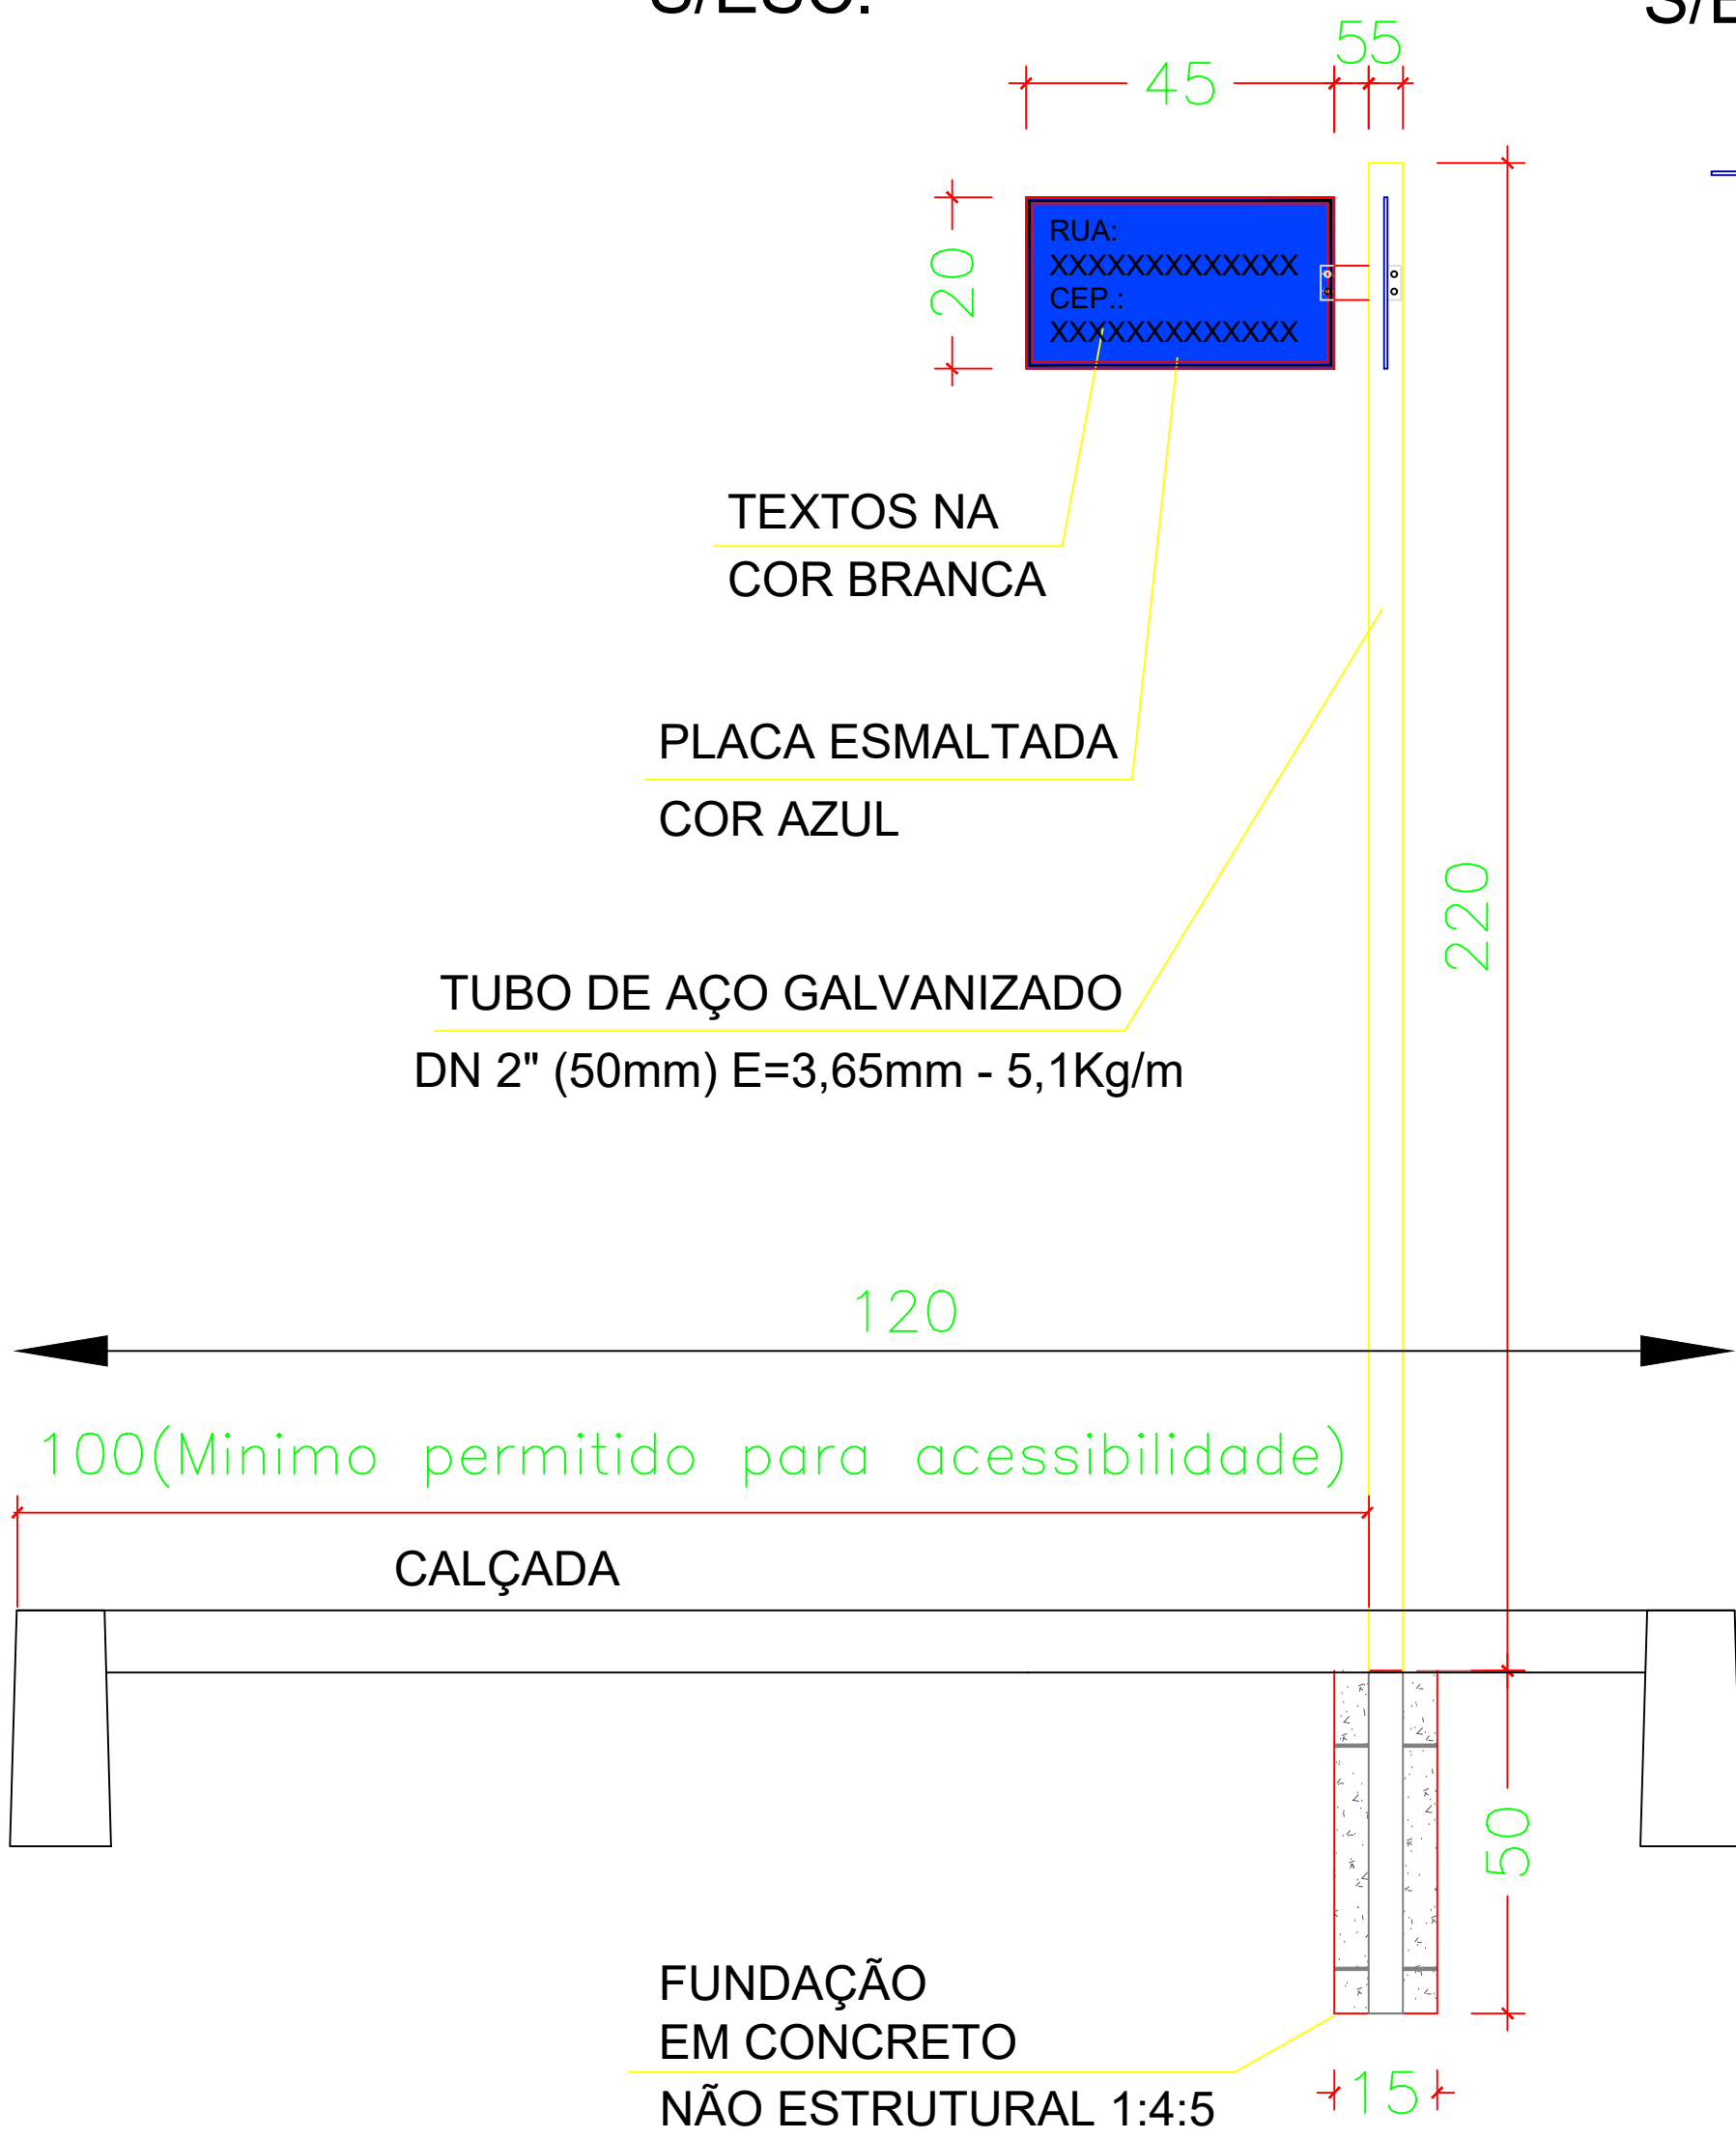 S/ESC.
S/E
55
45
20
RUA:
XXXXXXXXXXXXX
CEP.:
XXXXXXXXXXXXX
TEXTOS NA
COR BRANCA
PLACA ESMALTADA
COR AZUL
220
TUBO DE AÇO GALVANIZADO
DN 2" (50mm) E=3,65mm - 5,1Kg/m
120
100(Minimo permitido para acessibilidade)
CALÇADA
50
FUNDAÇÃO
EM CONCRETO
NÃO ESTRUTURAL 1:4:5
15